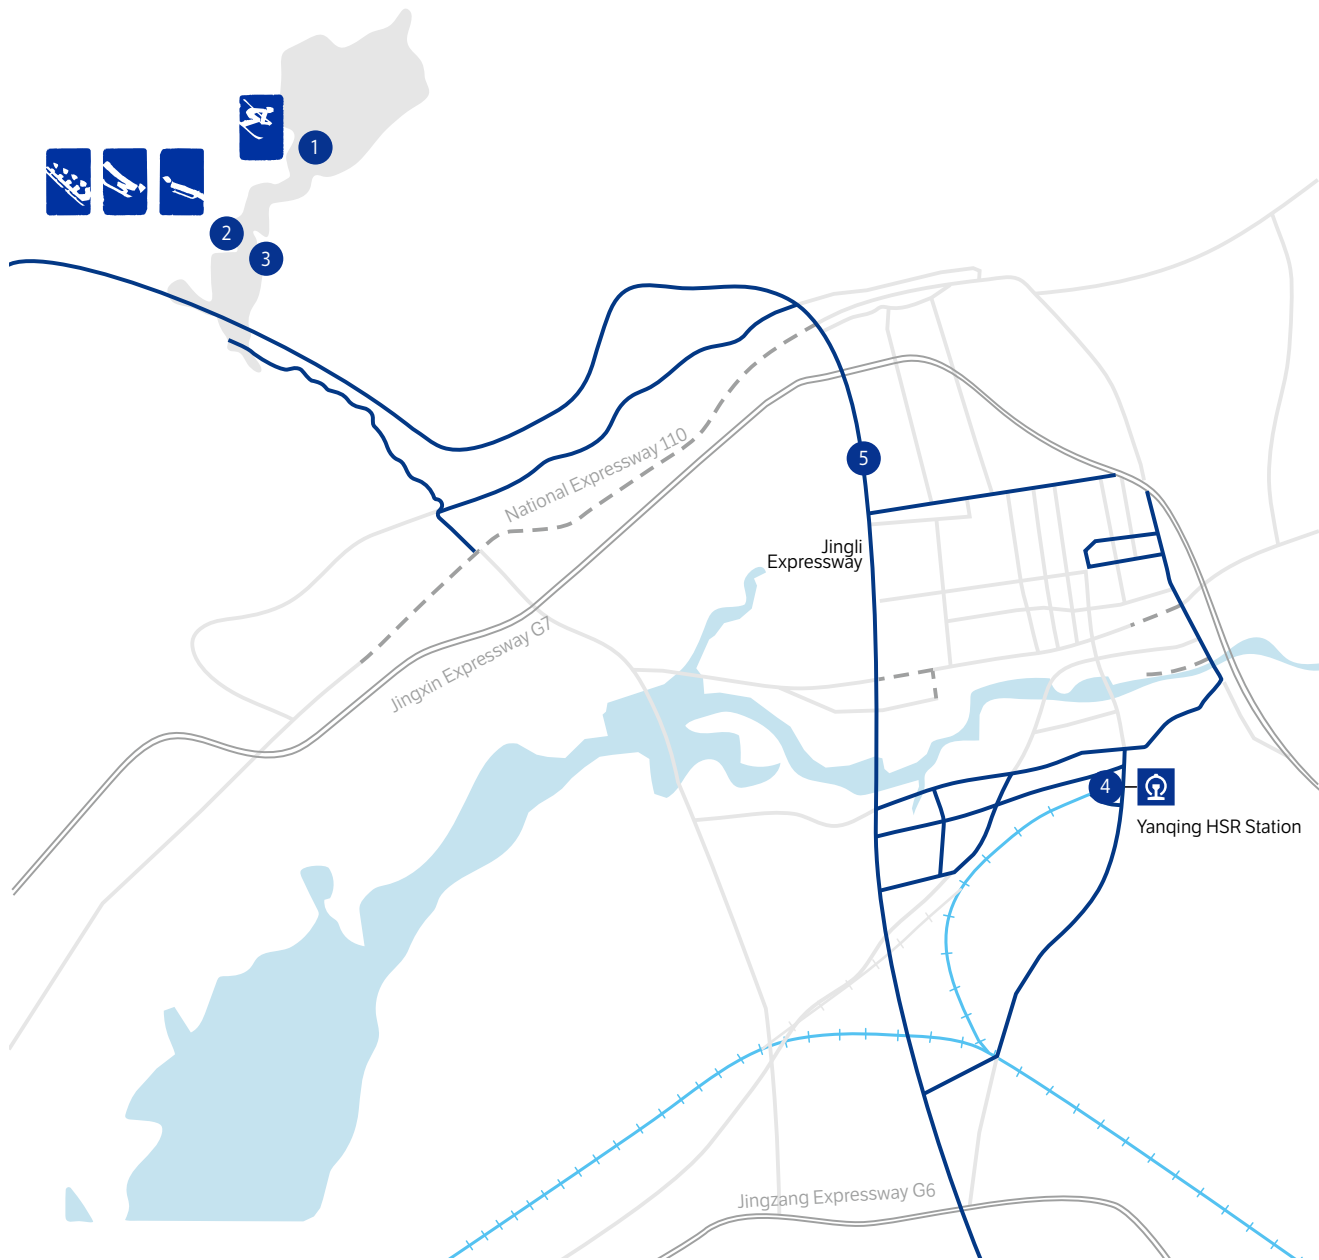 1
2
3
National Expressway 110
5
Jingli
Expressway
Jingxin Expressway G7
4
Yanqing HSR Station
Jingzang Expressway G6